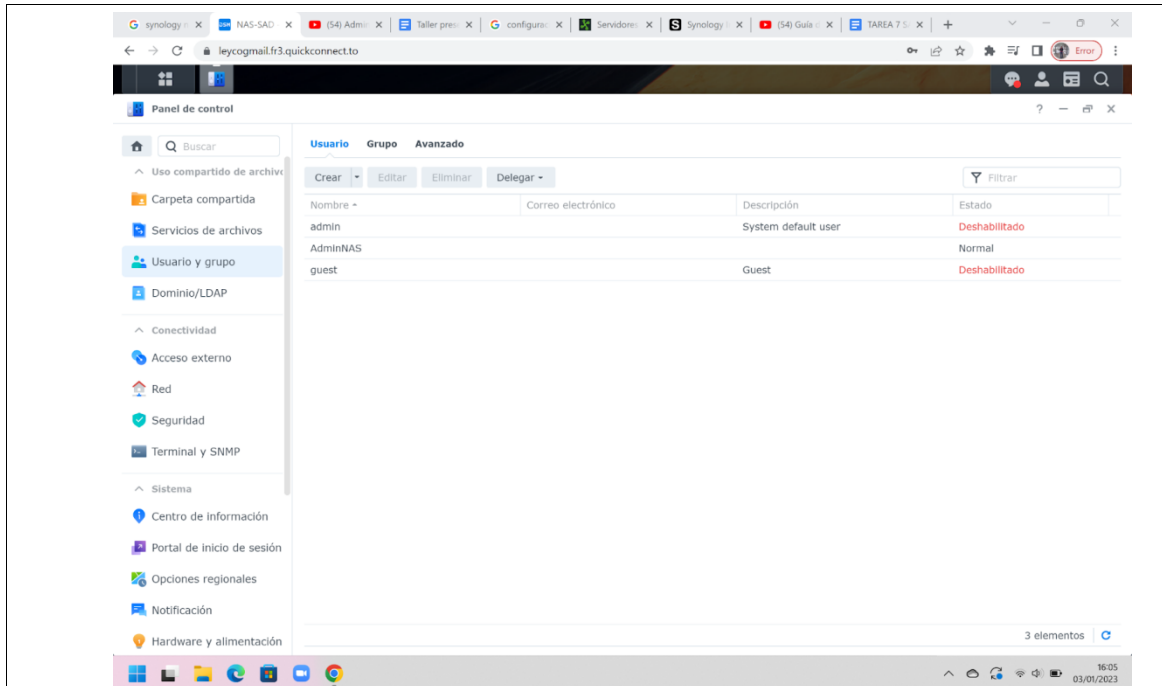 synology n NAS-SAD (54) Admi Taller pres configurac Servidores Synology (54) Guía d TAREA 7 S
leycogmail.fr3.quickconnect.to Error
Panel de control
Buscar
Uso compartido de archivo
Carpeta compartida
Servicios de archivos
Usuario y grupo
Dominio/LDAP
Conectividad
Acceso externo
Red
Seguridad
Terminal y SNMP
Sistema
Centro de información
Portal de inicio de sesión
Opciones regionales
Notificación
Hardware y alimentación
Usuario Grupo Avanzado
Crear Editar Eliminar Delegar Filtrar
Nombre Correo electrónico Descripción Estado
admin System default user Deshabilitado
AdminNAS Normal
guest Guest Deshabilitado
3 elementos
16:05
03/01/2023